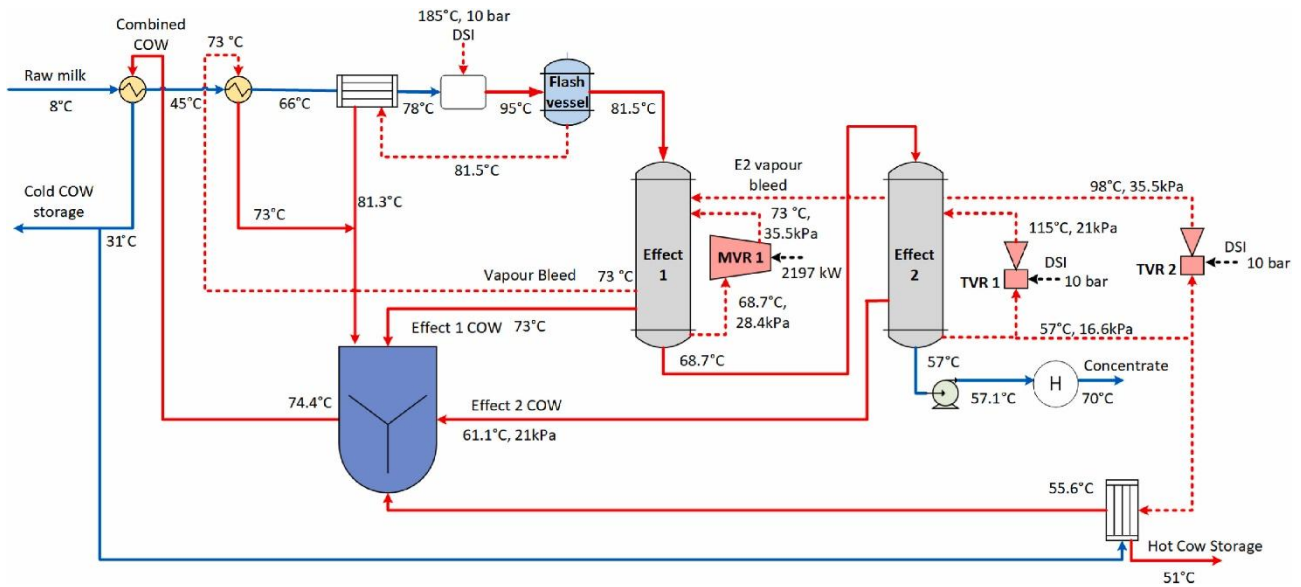 Combined
COW
73 °C
185°C, 10 bar
DSI
Raw milk
8°C
45°C
66°C
78°C
95°C
Flash
vessel
81.5°C
81.5°C
Cold COW
storage
31°C
73°C
81.3°C
E2 vapour
bleed
98°C, 35.5kPa
73 °C,
35.5kPa
115°C, 21kPa
Effect
1
MVR 1
2197 kW
Effect
2
TVR 1
DSI
10 bar
TVR 2
DSI
10 bar
Vapour Bleed
73 °C
68.7°C,
28.4kPa
57°C, 16.6kPa
Effect 1 COW
73°C
68.7°C
57°C
57.1°C
H
Concentrate
70°C
74.4°C
Effect 2 COW
61.1°C, 21kPa
55.6°C
Hot Cow Storage
51°C